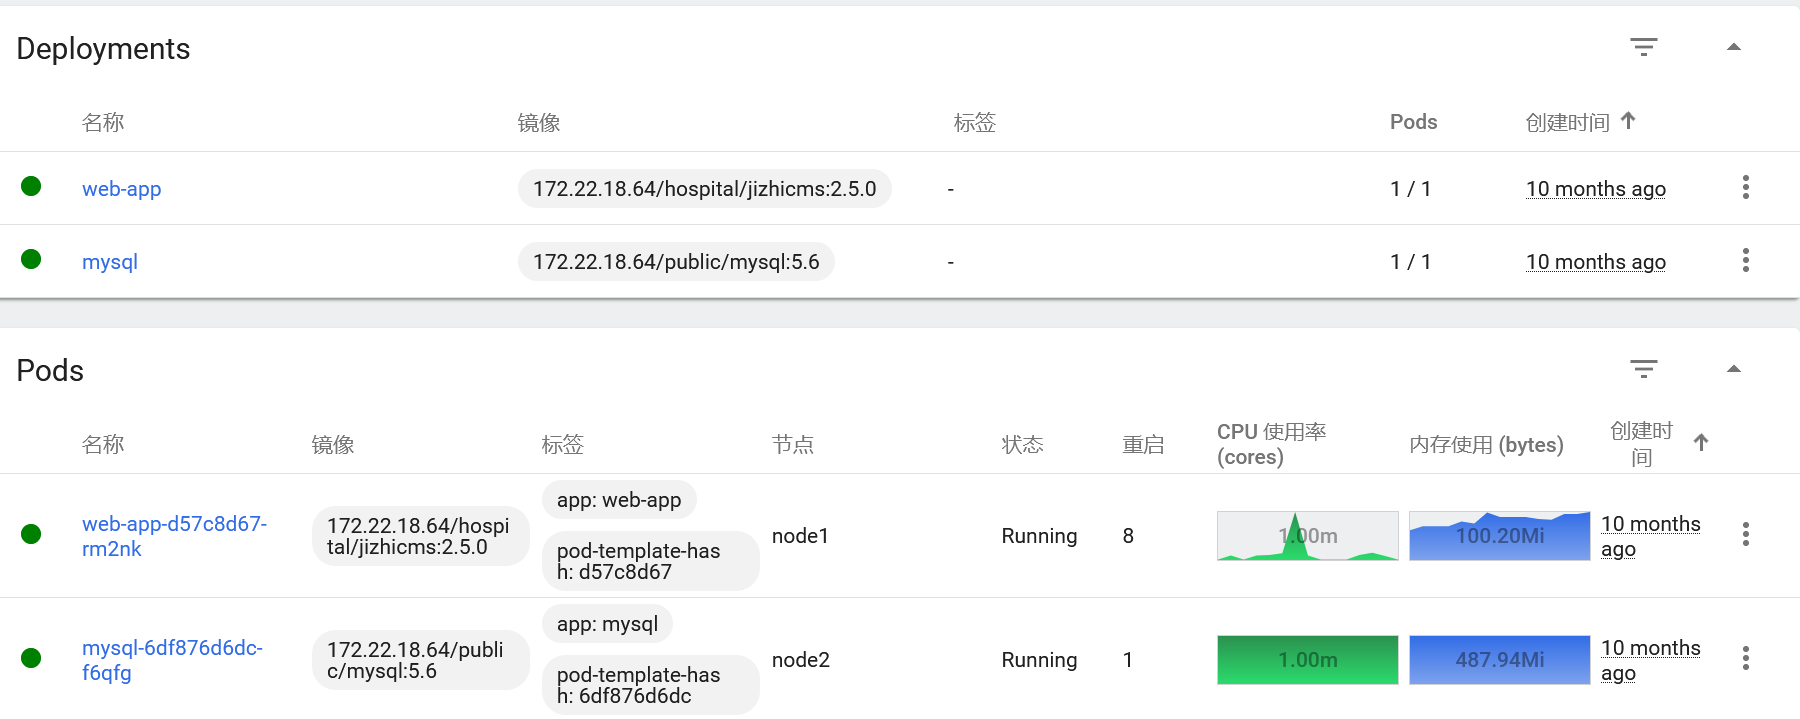 Deployments
名称 镜像 标签 Pods 创建时间
web-app 172.22.18.64/hospital/jizhicms:2.5.0 - 1 / 1 10 months ago
mysql 172.22.18.64/public/mysql:5.6 - 1 / 1 10 months ago
Pods
名称 镜像 标签 节点 状态 重启 CPU 使用率 (cores) 内存使用 (bytes) 创建时间
web-app-d57c8d67-
rm2nk
172.22.18.64/hospi
tal/jizhicms:2.5.0
app: web-app
pod-template-has
h: d57c8d67
node1
Running
8
1.00m
100.20Mi
10 months
ago
mysql-6df876d6dc-
f6qfg
172.22.18.64/publi
c/mysql:5.6
app: mysql
pod-template-has
h: 6df876d6dc
node2
Running
1
1.00m
487.94Mi
10 months
ago